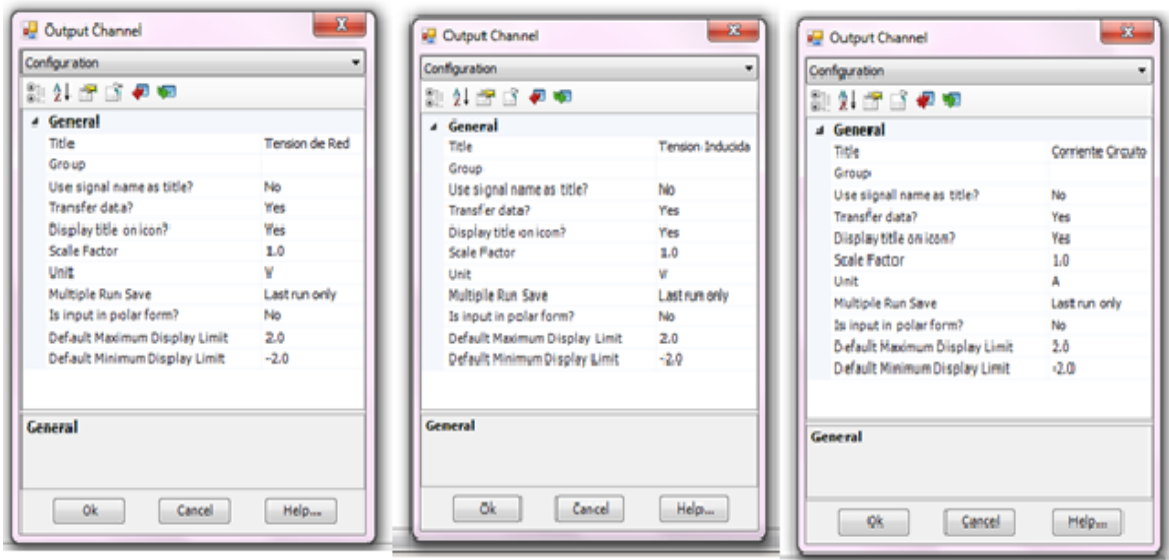 Output Channel
Configuration
General
Title Tension de Red
Group
Use signal name as title? No
Transfer data? Yes
Display title on icon? Yes
Scale Factor 1.0
Unit V
Multiple Run Save Last run only
Is input in polar form? No
Default Maximum Display Limit 2.0
Default Minimum Display Limit -2.0
General
Ok Cancel Help...
Output Channel
Configuration
General
Title Tension Inducida
Group
Use signal name as title? No
Transfer data? Yes
Display title on icon? Yes
Scale Factor 1.0
Unit V
Multiple Run Save Last run only
Is input in polar form? No
Default Maximum Display Limit 2.0
Default Minimum Display Limit -2.0
General
Ok Cancel Help...
Output Channel
Configuration
General
Title Corriente Circuito
Group
Use signal name as title? No
Transfer data? Yes
Display title on icon? Yes
Scale Factor 1.0
Unit A
Multiple Run Save Last run only
Is input in polar form? No
Default Maximum Display Limit 2.0
Default Minimum Display Limit -2.0
General
Ok Cancel Help...